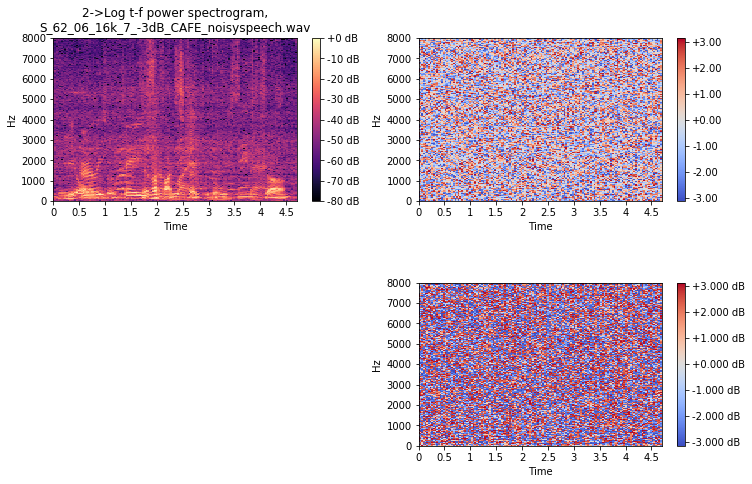 2->Log t-f power spectrogram,
S_62_06_16k_7_-3dB_CAFE_noisyspeech.wav
8000
7000
6000
5000
4000
3000
2000
1000
0
Hz
0 0.5 1 1.5 2 2.5 3 3.5 4 4.5
Time
+0 dB
-10 dB
-20 dB
-30 dB
-40 dB
-50 dB
-60 dB
-70 dB
-80 dB
8000
7000
6000
5000
4000
3000
2000
1000
0
Hz
0 0.5 1 1.5 2 2.5 3 3.5 4 4.5
Time
+3.00
+2.00
+1.00
+0.00
-1.00
-2.00
-3.00
8000
7000
6000
5000
4000
3000
2000
1000
0
Hz
0 0.5 1 1.5 2 2.5 3 3.5 4 4.5
Time
+3.000 dB
+2.000 dB
+1.000 dB
+0.000 dB
-1.000 dB
-2.000 dB
-3.000 dB